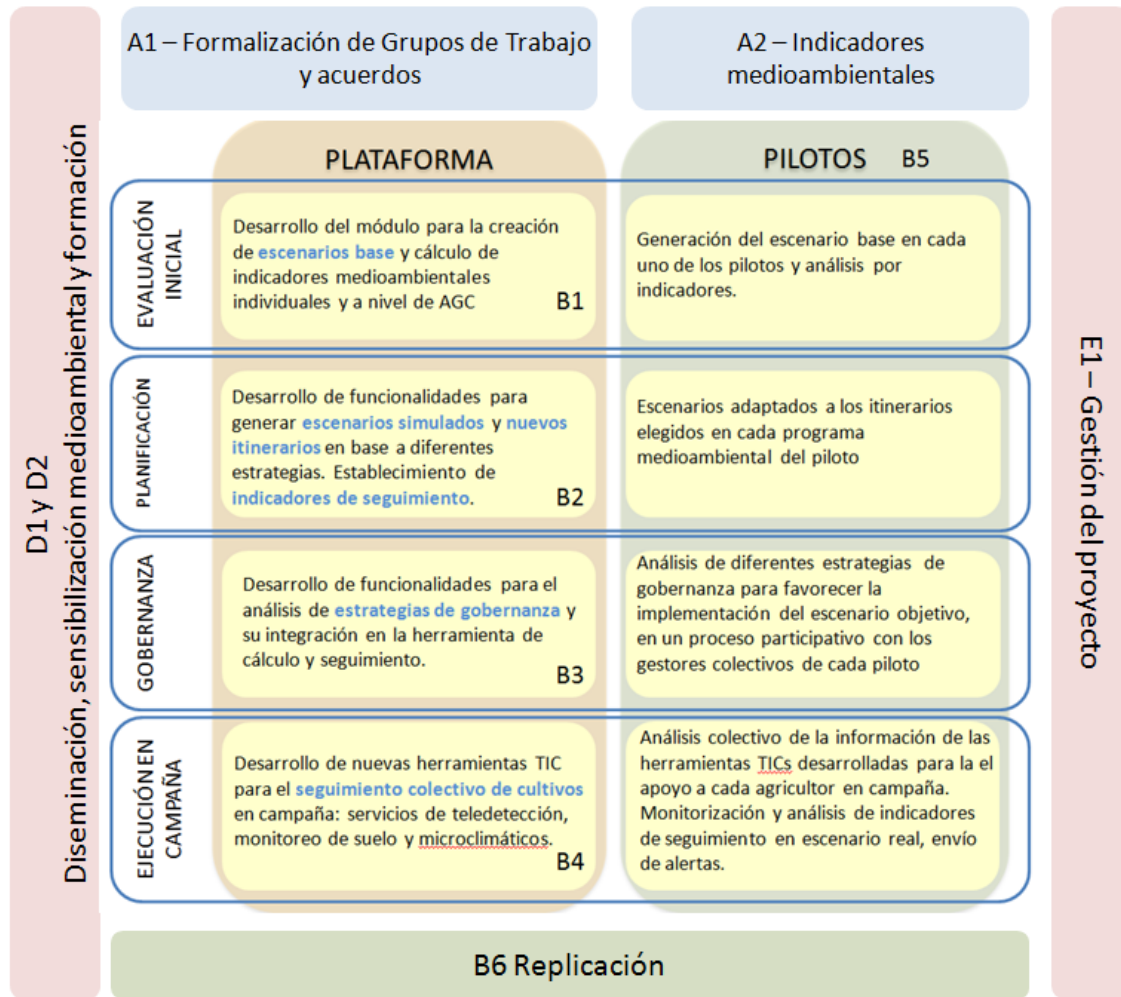 A1 – Formalización de Grupos de Trabajo
y acuerdos
A2 – Indicadores
medioambientales
D1 y D2
Diseminación, sensibilización medioambiental y formación
PLATAFORMA
PILOTOS B5
EVALUACIÓN
INICIAL
Desarrollo del módulo para la creación
de escenarios base y cálculo de
indicadores medioambientales
individuales y a nivel de AGC
B1
Generación del escenario base en cada
uno de los pilotos y análisis por
indicadores.
PLANIFICACIÓN
Desarrollo de funcionalidades para
generar escenarios simulados y nuevos
itinerarios en base a diferentes
estrategias. Establecimiento de
indicadores de seguimiento.
B2
Escenarios adaptados a los itinerarios
elegidos en cada programa
medioambiental del piloto
GOBERNANZA
Desarrollo de funcionalidades para el
análisis de estrategias de gobernanza y
su integración en la herramienta de
cálculo y seguimiento.
B3
Análisis de diferentes estrategias de
gobernanza para favorecer la
implementación del escenario objetivo,
en un proceso participativo con los
gestores colectivos de cada piloto
EJECUCIÓN EN
CAMPAÑA
Desarrollo de nuevas herramientas TIC
para el seguimiento colectivo de cultivos
en campaña: servicios de teledetección,
monitoreo de suelo y microclimáticos.
B4
Análisis colectivo de la información de las
herramientas TICs desarrolladas para la el
apoyo a cada agricultor en campaña.
Monitorización y análisis de indicadores
de seguimiento en escenario real, envío
de alertas.
E1 – Gestión del proyecto
B6 Replicación